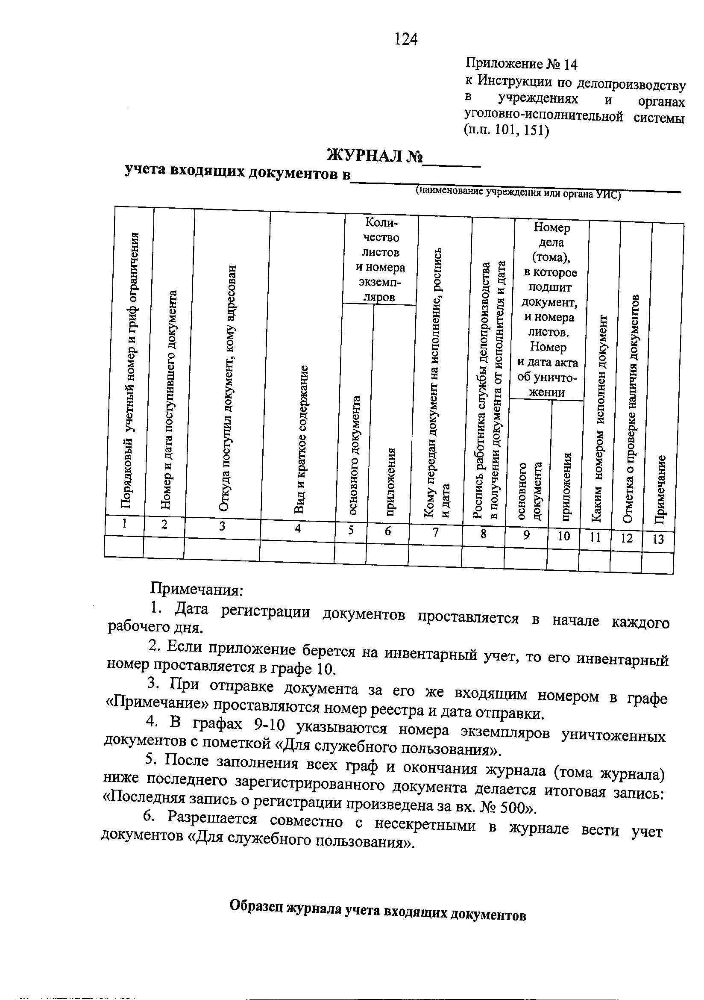 124
Приложение № 14
к Инструкции по делопроизводству
в учреждениях и органах
уголовно-исполнительной системы
(п.п. 101, 151)
ЖУРНАЛ №
учета входящих документов в
(наименование учреждения или органа УИС)
Порядковый учетный номер и гриф ограничения
Номер и дата поступившего документа
Откуда поступил документ, кому адресован
Вид и краткое содержание
Коли-
чество
листов
и номера
экземп-
ляров
основного документа
приложения
Кому передан документ на исполнение, роспись
и дата
Роспись работника службы делопроизводства
в получении документа от исполнителя и дата
Номер
дела
(тома),
в которое
подшит
документ,
и номера
листов.
Номер
и дата акта
об уничто-
жении
основного
документа
приложения
Каким номером исполнен документ
Отметка о проверке наличия документов
Примечание
1 2 3 4 5 6 7 8 9 10 11 12 13
Примечания:
1. Дата регистрации документов проставляется в начале каждого
рабочего дня.
2. Если приложение берется на инвентарный учет, то его инвентарный
номер проставляется в графе 10.
3. При отправке документа за его же входящим номером в графе
«Примечание» проставляются номер реестра и дата отправки.
4. В графах 9-10 указываются номера экземпляров уничтоженных
документов с пометкой «Для служебного пользования».
5. После заполнения всех граф и окончания журнала (тома журнала)
ниже последнего зарегистрированного документа делается итоговая запись:
«Последняя запись о регистрации произведена за вх. № 500».
6. Разрешается совместно с несекретными в журнале вести учет
документов «Для служебного пользования».
Образец журнала учета входящих документов